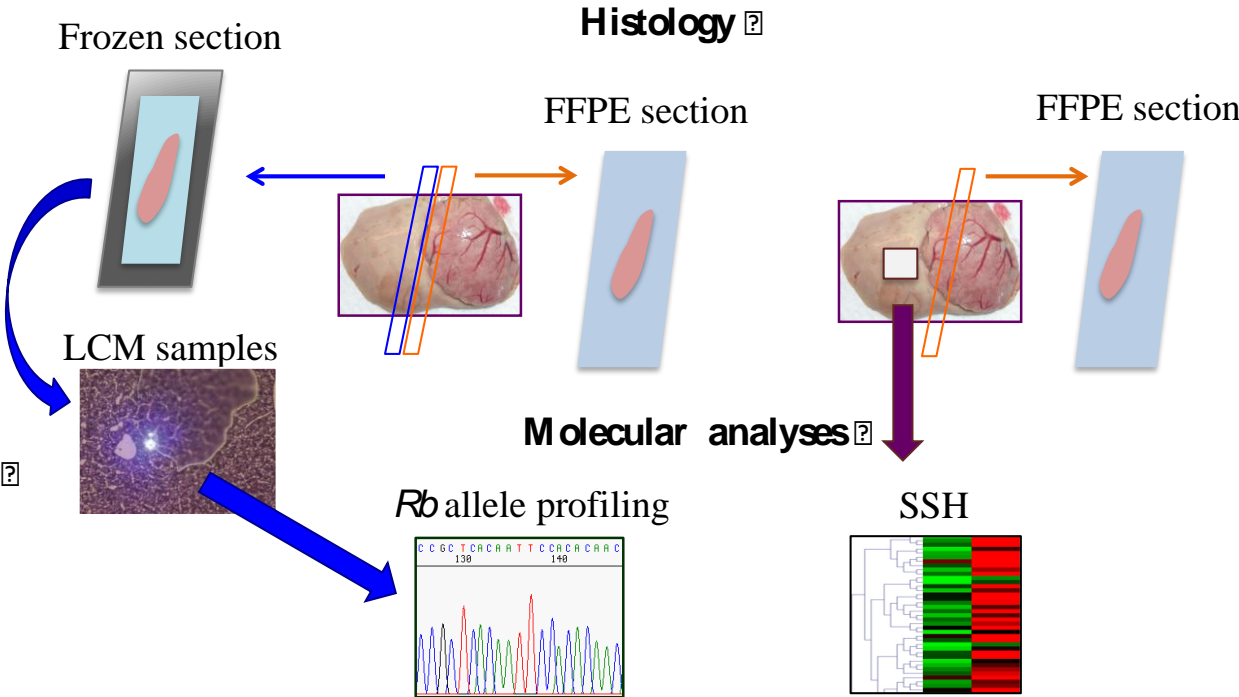 Histology
Frozen section
FFPE section
FFPE section
LCM samples
Molecular analyses
Rb allele profiling
SSH
C C G C T C A C A A T T C C A C A C A A C
130 140